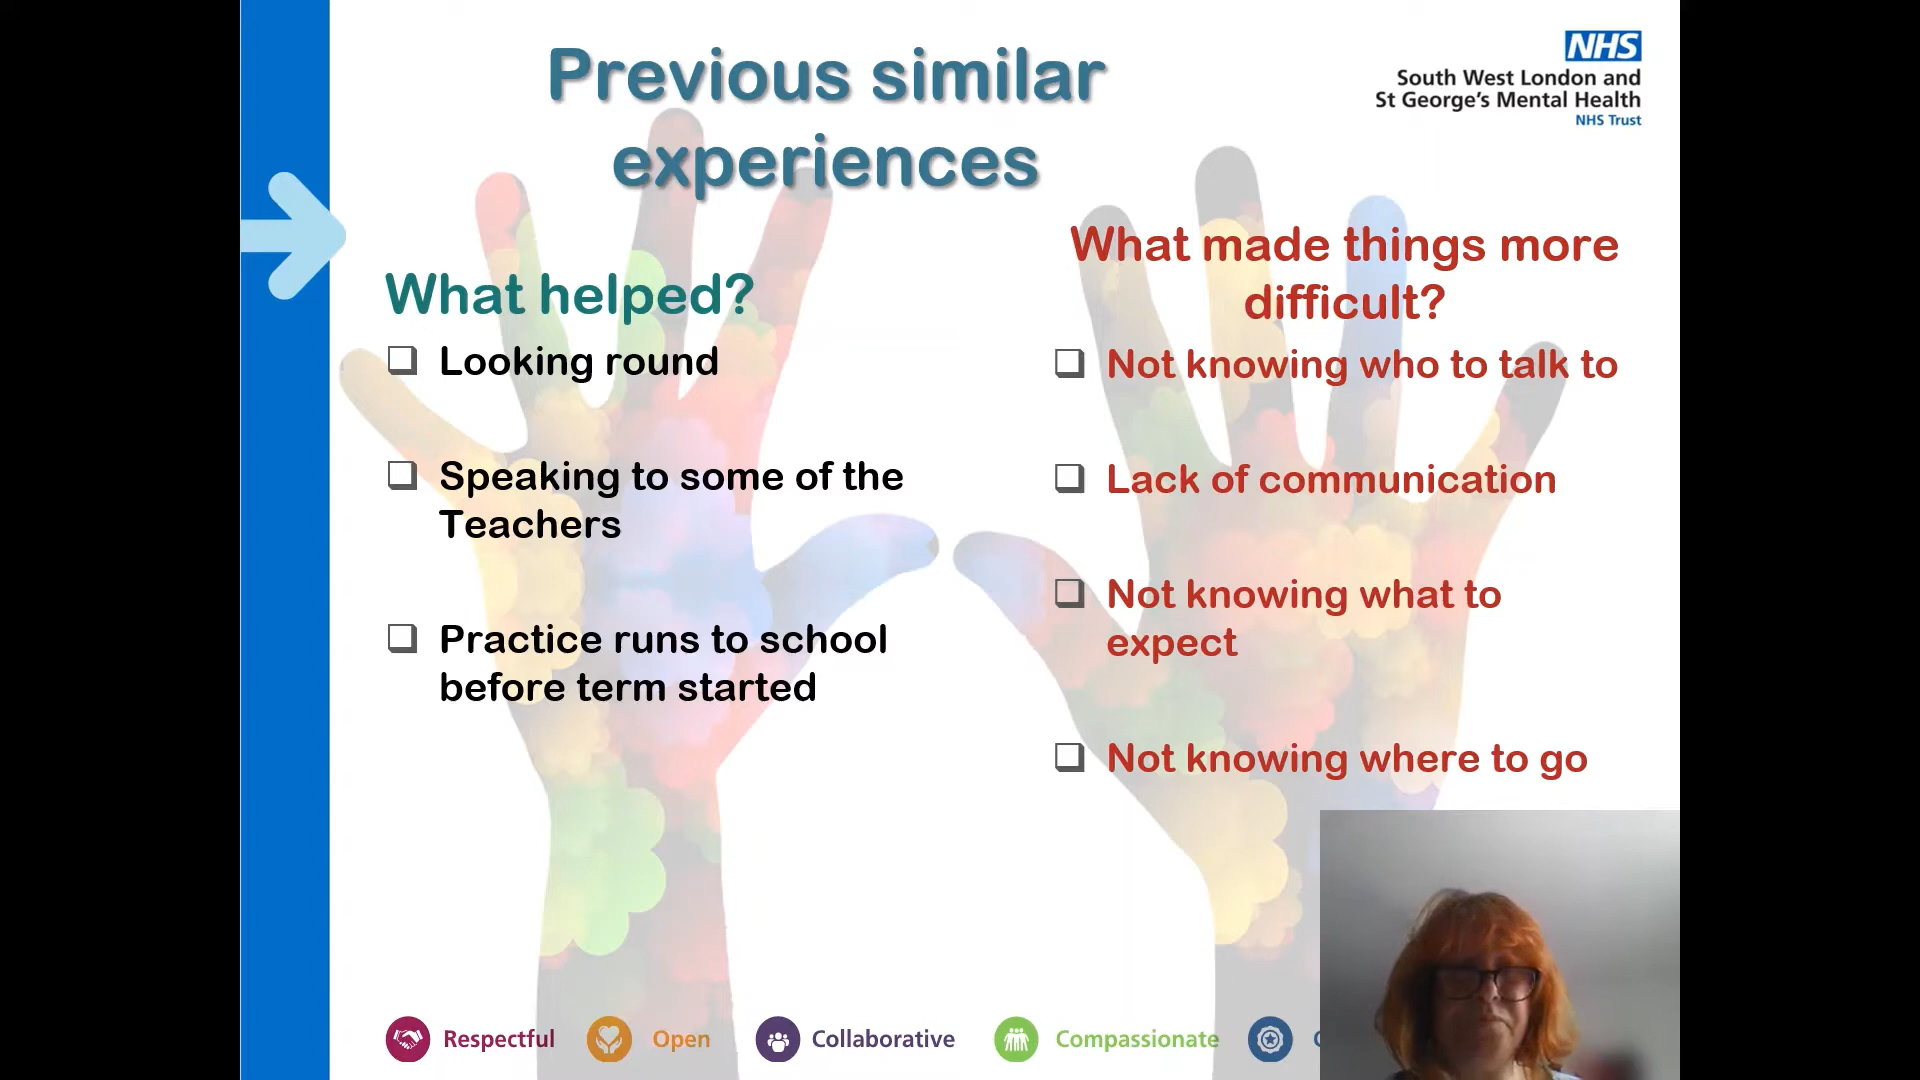 Previous similar
experiences
NHS
South West London and
St George's Mental Health
NHS Trust
What helped?
Looking round
Speaking to some of the
Teachers
Practice runs to school
before term started
What made things more
difficult?
Not knowing who to talk to
Lack of communication
Not knowing what to
expect
Not knowing where to go
Respectful
Open
Collaborative
Compassionate